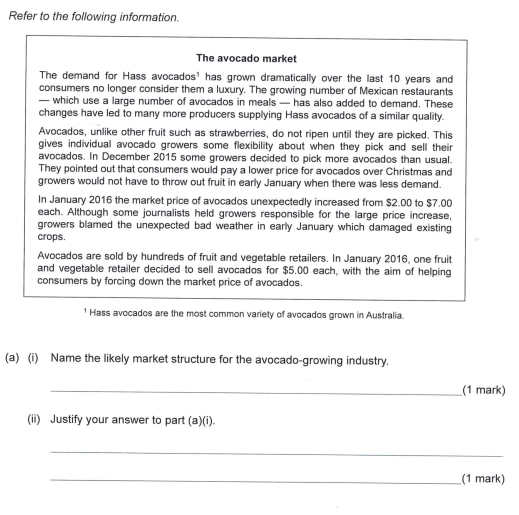 Refer to the following information.
The avocado market
The demand for Hass avocados¹ has grown dramatically over the last 10 years and
consumers no longer consider them a luxury. The growing number of Mexican restaurants
— which use a large number of avocados in meals — has also added to demand. These
changes have led to many more producers supplying Hass avocados of a similar quality.
Avocados, unlike other fruit such as strawberries, do not ripen until they are picked. This
gives individual avocado growers some flexibility about when they pick and sell their
avocados. In December 2015 some growers decided to pick more avocados than usual.
They pointed out that consumers would pay a lower price for avocados over Christmas and
growers would not have to throw out fruit in early January when there was less demand.
In January 2016 the market price of avocados unexpectedly increased from $2.00 to $7.00
each. Although some journalists held growers responsible for the large price increase,
growers blamed the unexpected bad weather in early January which damaged existing
crops.
Avocados are sold by hundreds of fruit and vegetable retailers. In January 2016, one fruit
and vegetable retailer decided to sell avocados for $5.00 each, with the aim of helping
consumers by forcing down the market price of avocados.
¹ Hass avocados are the most common variety of avocados grown in Australia.
(a) (i) Name the likely market structure for the avocado-growing industry.
(1 mark)
(ii) Justify your answer to part (a)(i).
(1 mark)